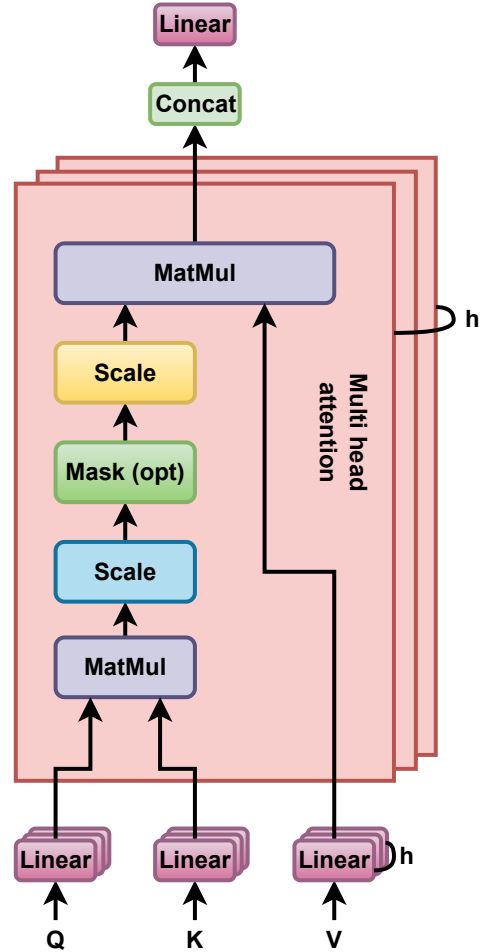 Linear
Concat
MatMul
h
Scale
Multi head
attention
Mask (opt)
Scale
MatMul
Linear
Linear
Linear
h
Q
K
V